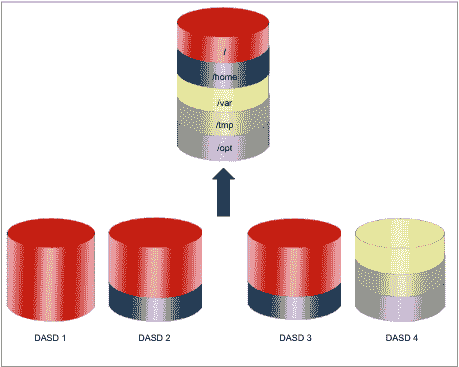 /
/home
/var
/tmp
/opt
DASD 1
DASD 2
DASD 3
DASD 4